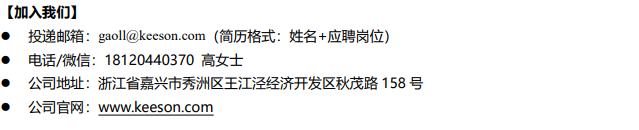 【加入我们】
● 投递邮箱：gaoll@keeson.com（简历格式：姓名+应聘岗位）
● 电话/微信：18120440370 高女士
● 公司地址：浙江省嘉兴市秀洲区王江泾经济开发区秋茂路 158 号
● 公司官网：www.keeson.com